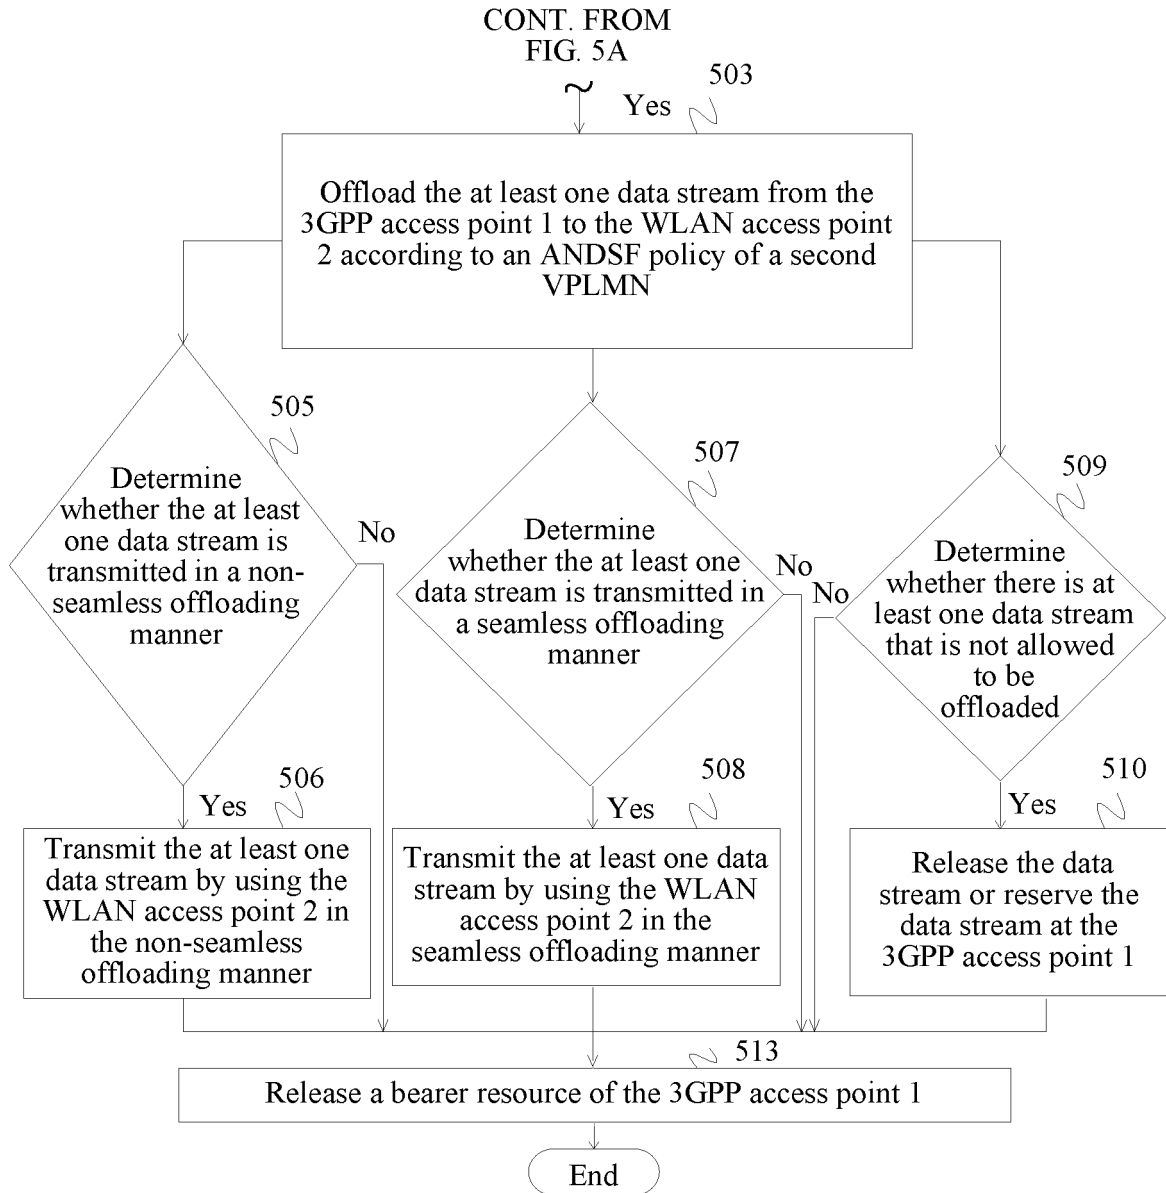 CONT. FROM
FIG. 5A
503
Yes
Offload the at least one data stream from the
3GPP access point 1 to the WLAN access point
2 according to an ANDSF policy of a second
VPLMN
505
Determine
whether the at least
one data stream is
transmitted in a non-
seamless offloading
manner
No
507
Determine
whether the at least one
data stream is transmitted in
a seamless offloading
manner
No
509
Determine
whether there is at
least one data stream
that is not allowed
to be
offloaded
No
Yes
506
Transmit the at least one
data stream by using the
WLAN access point 2 in
the non-seamless
offloading manner
Yes
508
Transmit the at least one data
stream by using the WLAN
access point 2 in the
seamless offloading manner
Yes
510
Release the data
stream or reserve the
data stream at the
3GPP access point 1
513
Release a bearer resource of the 3GPP access point 1
End